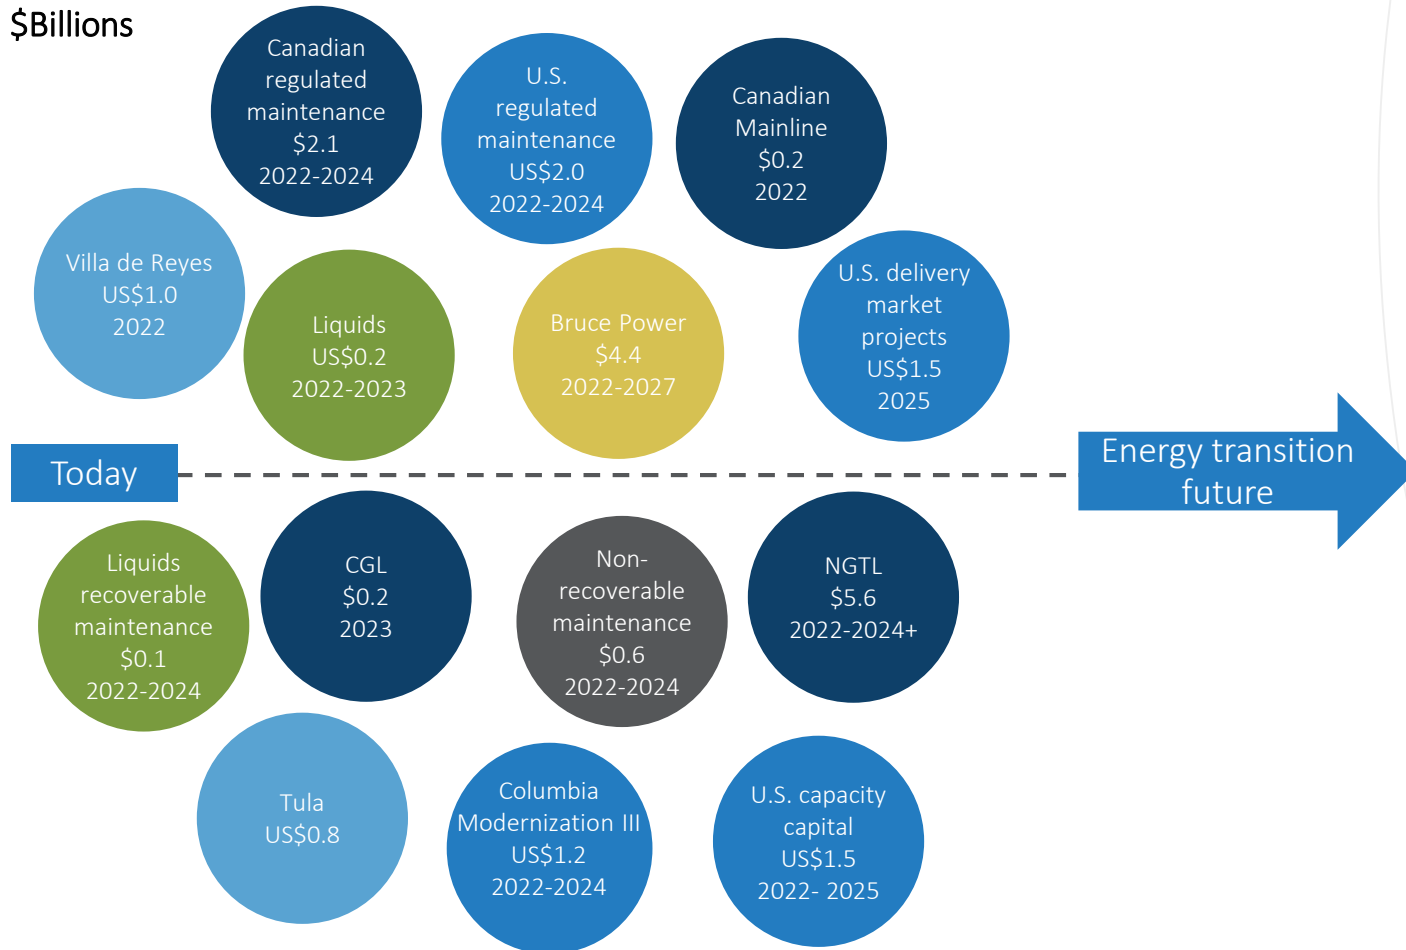 $Billions
Canadian
regulated
maintenance
$2.1
2022-2024
U.S.
regulated
maintenance
US$2.0
2022-2024
Canadian
Mainline
$0.2
2022
Villa de Reyes
US$1.0
2022
Liquids
US$0.2
2022-2023
Bruce Power
$4.4
2022-2027
U.S. delivery
market
projects
US$1.5
2025
Today
Energy transition
future
Liquids
recoverable
maintenance
$0.1
2022-2024
CGL
$0.2
2023
Non-
recoverable
maintenance
$0.6
2022-2024
NGTL
$5.6
2022-2024+
Tula
US$0.8
Columbia
Modernization III
US$1.2
2022-2024
U.S. capacity
capital
US$1.5
2022- 2025